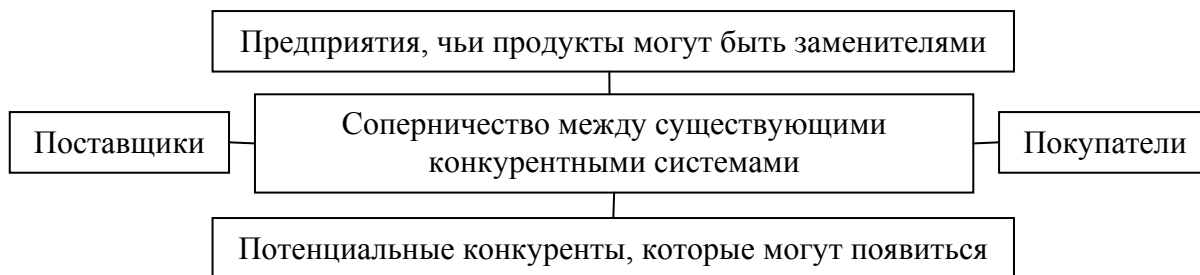 Предприятия, чьи продукты могут быть заменителями
Поставщики
Соперничество между существующими
конкурентными системами
Покупатели
Потенциальные конкуренты, которые могут появиться